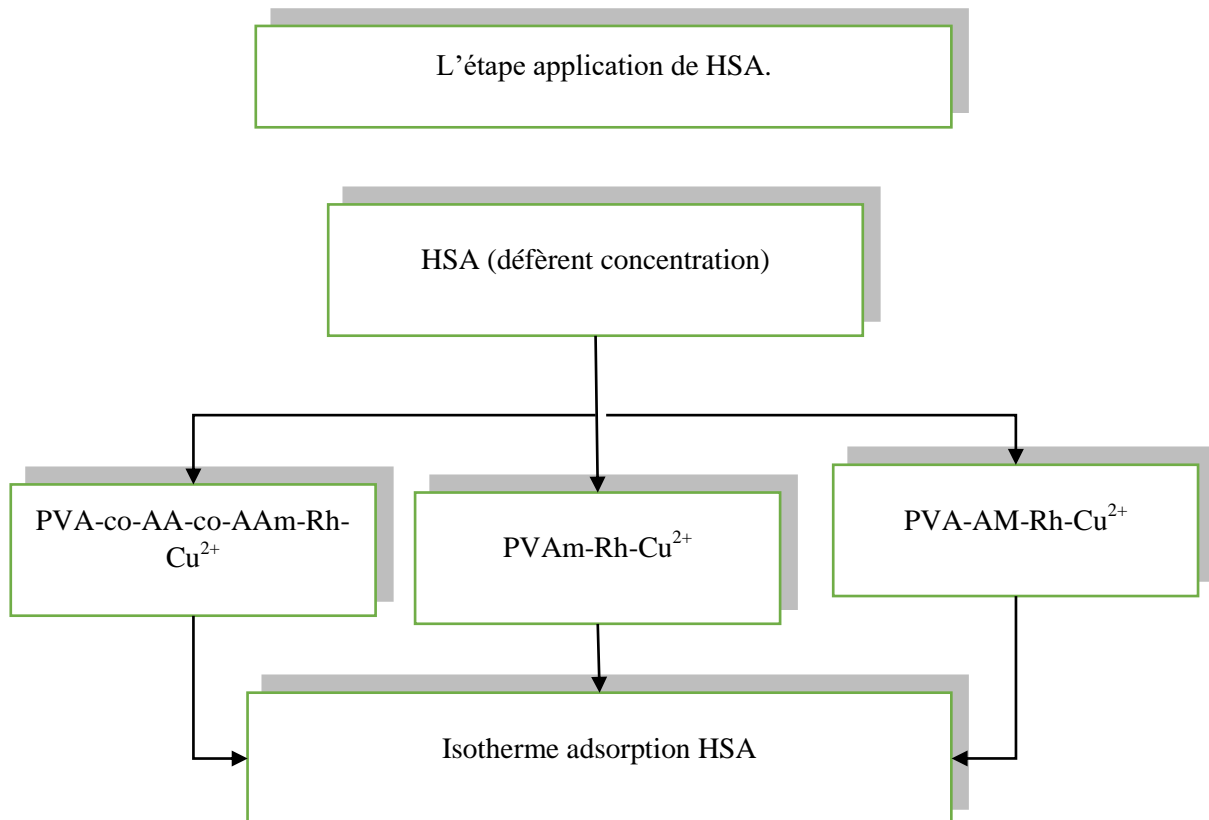 L’étape application de HSA.
HSA (défèrent concentration)
PVA-co-AA-co-AAm-Rh-
Cu²⁺
PVAm-Rh-Cu²⁺
PVA-AM-Rh-Cu²⁺
Isotherme adsorption HSA